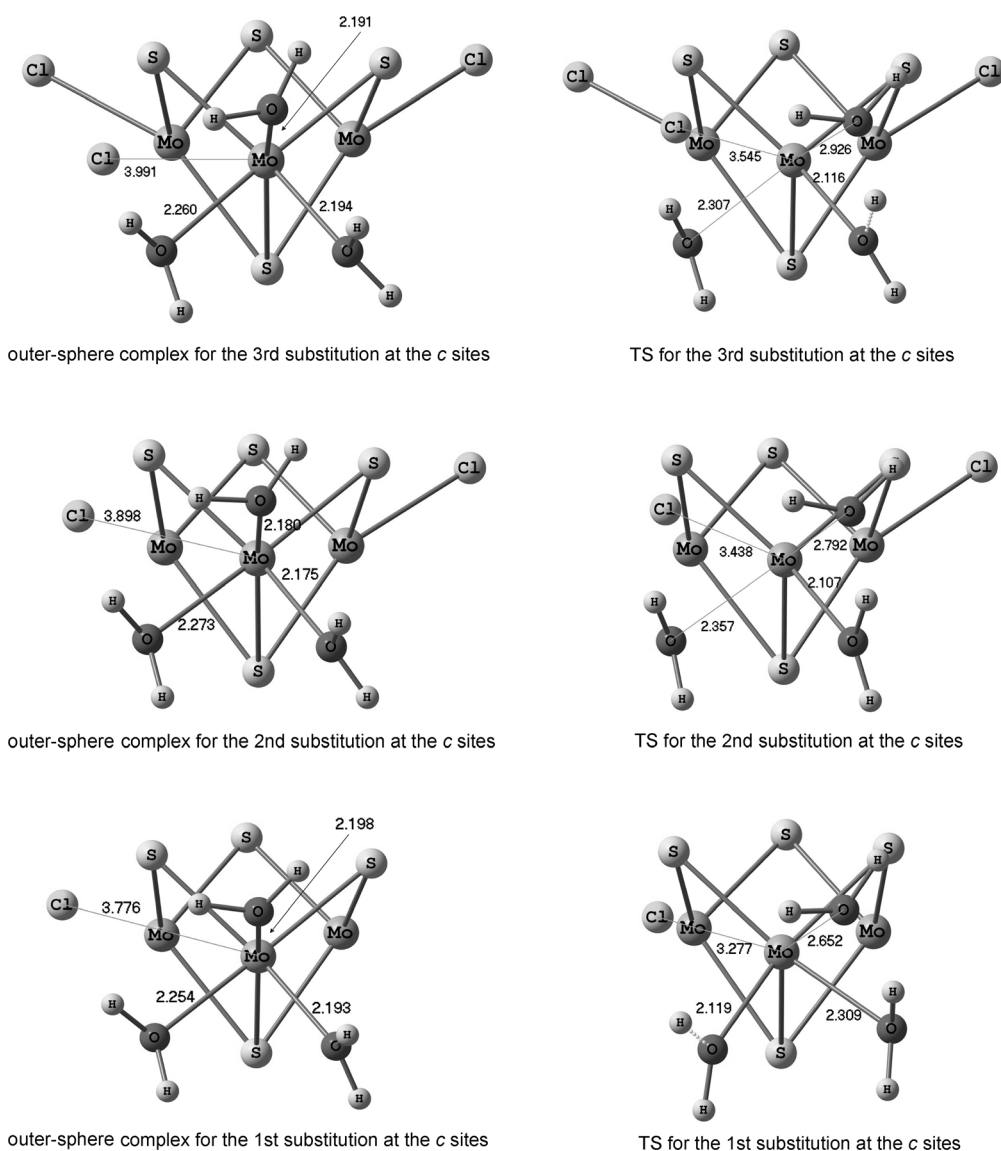 2.191
S
S
H
Cl
S
Cl
H
O
Mo
Mo
Cl
Mo
3.991
2.260
2.194
H
H
O
O
S
H
H
outer-sphere complex for the 3rd substitution at the c sites
S
S
S
H
Cl
Cl
H
Cl
O
Mo
Mo
2.926
3.545
Mo
2.116
2.307
H
H
O
O
S
H
H
TS for the 3rd substitution at the c sites
S
S
H
S
Cl
H
O
Cl
3.898
2.180
Mo
Mo
Mo
2.175
H
2.273
H
O
O
S
H
H
outer-sphere complex for the 2nd substitution at the c sites
S
S
S
H
Cl
H
Cl
O
Mo
3.438
2.792
Mo
Mo
2.107
H
H
2.357
O
O
S
H
H
TS for the 2nd substitution at the c sites
2.198
S
S
S
H
Cl
3.776
H
O
Mo
Mo
Mo
2.254
2.193
H
H
O
O
S
H
H
outer-sphere complex for the 1st substitution at the c sites
S
S
S
H
Cl
H
O
Mo
Mo
3.277
2.652
Mo
2.119
2.309
H
H
O
O
S
H
H
TS for the 1st substitution at the c sites